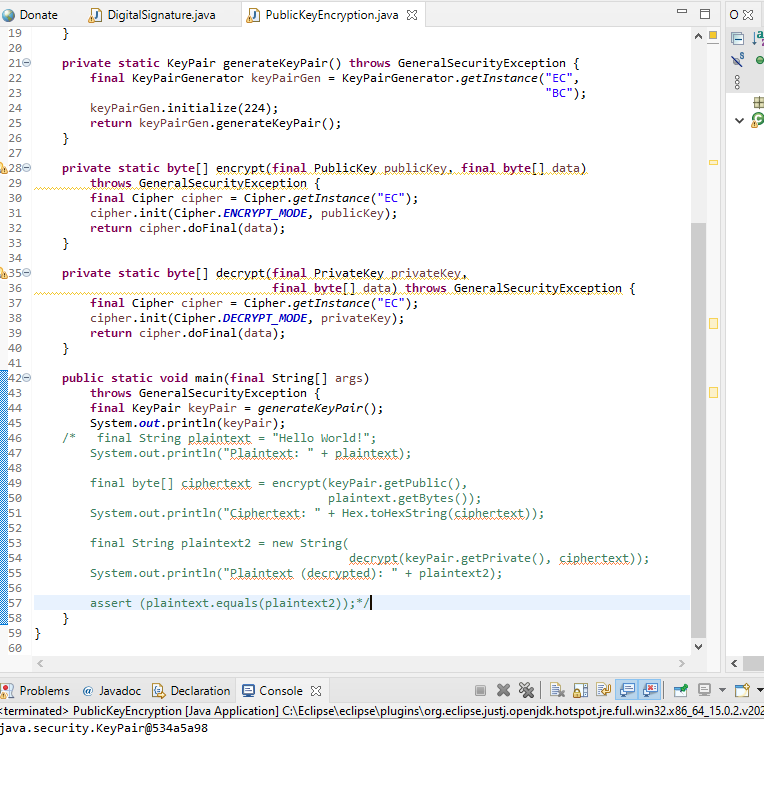 Donate DigitalSignature.java PublicKeyEncryption.java
19 }
20
21 private static KeyPair generateKeyPair() throws GeneralSecurityException {
22 final KeyPairGenerator keyPairGen = KeyPairGenerator.getInstance("EC",
23 "BC");
24 keyPairGen.initialize(224);
25 return keyPairGen.generateKeyPair();
26 }
27
28 private static byte[] encrypt(final PublicKey publicKey, final byte[] data)
29 throws GeneralSecurityException {
30 final Cipher cipher = Cipher.getInstance("EC");
31 cipher.init(Cipher.ENCRYPT_MODE, publicKey);
32 return cipher.doFinal(data);
33 }
34
35 private static byte[] decrypt(final PrivateKey privateKey,
36 final byte[] data) throws GeneralSecurityException {
37 final Cipher cipher = Cipher.getInstance("EC");
38 cipher.init(Cipher.DECRYPT_MODE, privateKey);
39 return cipher.doFinal(data);
40 }
41
42 public static void main(final String[] args)
43 throws GeneralSecurityException {
44 final KeyPair keyPair = generateKeyPair();
45 System.out.println(keyPair);
46 /* final String plaintext = "Hello World!";
47 System.out.println("Plaintext: " + plaintext);
48
49 final byte[] ciphertext = encrypt(keyPair.getPublic(),
50 plaintext.getBytes());
51 System.out.println("Ciphertext: " + Hex.toHexString(ciphertext));
52
53 final String plaintext2 = new String(
54 decrypt(keyPair.getPrivate(), ciphertext));
55 System.out.println("Plaintext (decrypted): " + plaintext2);
56
57 assert (plaintext.equals(plaintext2));*/
58 }
59 }
60
Problems Javadoc Declaration Console
<terminated> PublicKeyEncryption [Java Application] C:\Eclipse\eclipse\plugins\org.eclipse.justj.openjdk.hotspot.jre.full.win32.x86_64_15.0.2.v202
java.security.KeyPair@534a5a98